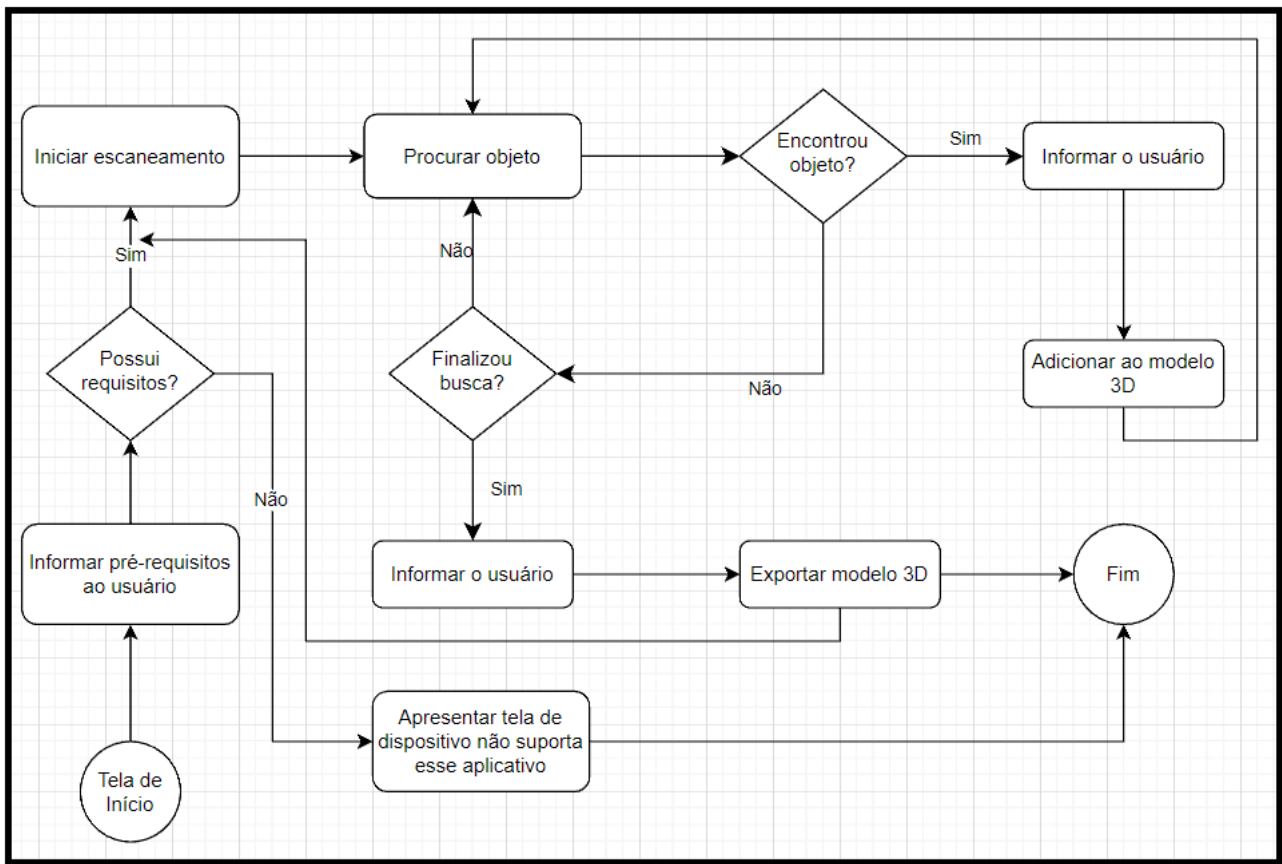 Iniciar escaneamento
Procurar objeto
Encontrou
objeto?
Sim
Informar o usuário
Sim
Não
Possui
requisitos?
Finalizou
busca?
Não
Adicionar ao modelo
3D
Não
Sim
Informar pré-requisitos
ao usuário
Informar o usuário
Exportar modelo 3D
Fim
Apresentar tela de
dispositivo não suporta
esse aplicativo
Tela de
Início